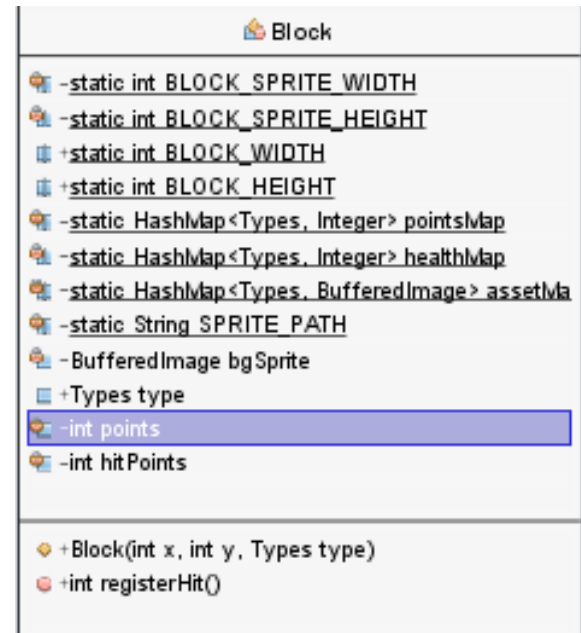 Block
-static int BLOCK_SPRITE_WIDTH
-static int BLOCK_SPRITE_HEIGHT
+static int BLOCK_WIDTH
+static int BLOCK_HEIGHT
-static HashMap<Types, Integer> pointsMap
-static HashMap<Types, Integer> healthMap
-static HashMap<Types, BufferedImage> assetMa
-static String SPRITE_PATH
-BufferedImage bgSprite
+Types type
-int points
-int hitPoints
+Block(int x, int y, Types type)
+int registerHit()